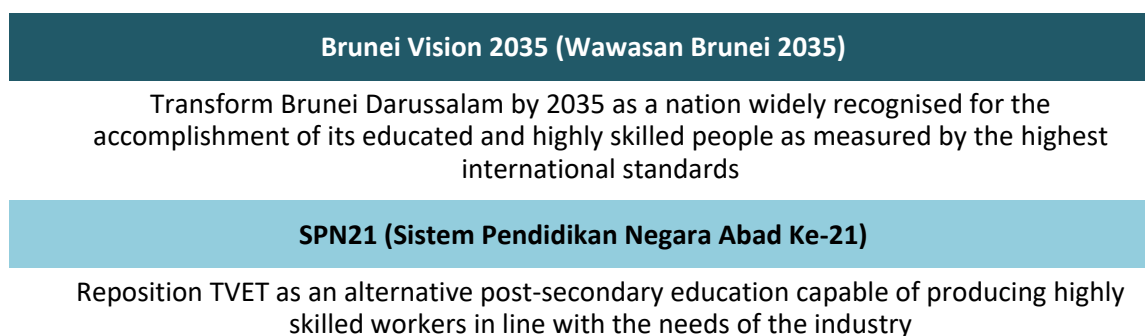 Brunei Vision 2035 (Wawasan Brunei 2035)
Transform Brunei Darussalam by 2035 as a nation widely recognised for the
accomplishment of its educated and highly skilled people as measured by the highest
international standards
SPN21 (Sistem Pendidikan Negara Abad Ke-21)
Reposition TVET as an alternative post-secondary education capable of producing highly
skilled workers in line with the needs of the industry